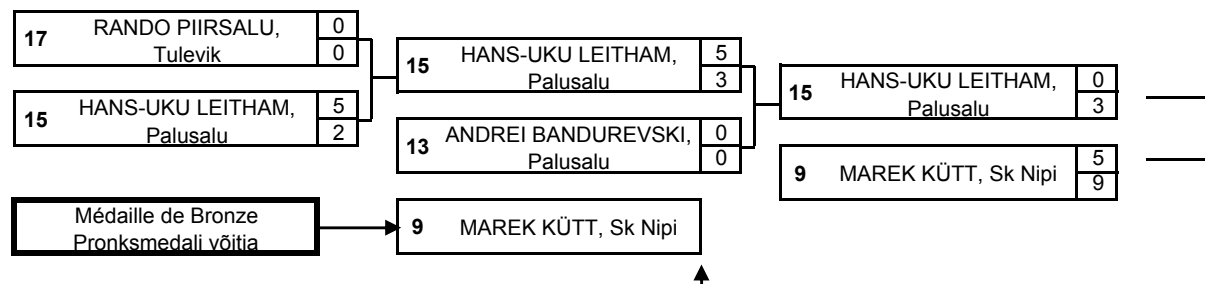 17 RANDO PIIRSALU, 0
Tulevik 0
15 HANS-UKU LEITHAM, 5
Palusalu 2
15 HANS-UKU LEITHAM, 5
Palusalu 3
13 ANDREI BANDUREVSKI, 0
Palusalu 0
15 HANS-UKU LEITHAM, 0
Palusalu 3
9 MAREK KÜTT, Sk Nipi 5
9
Médaille de Bronze
Pronksmedali võitja
9 MAREK KÜTT, Sk Nipi